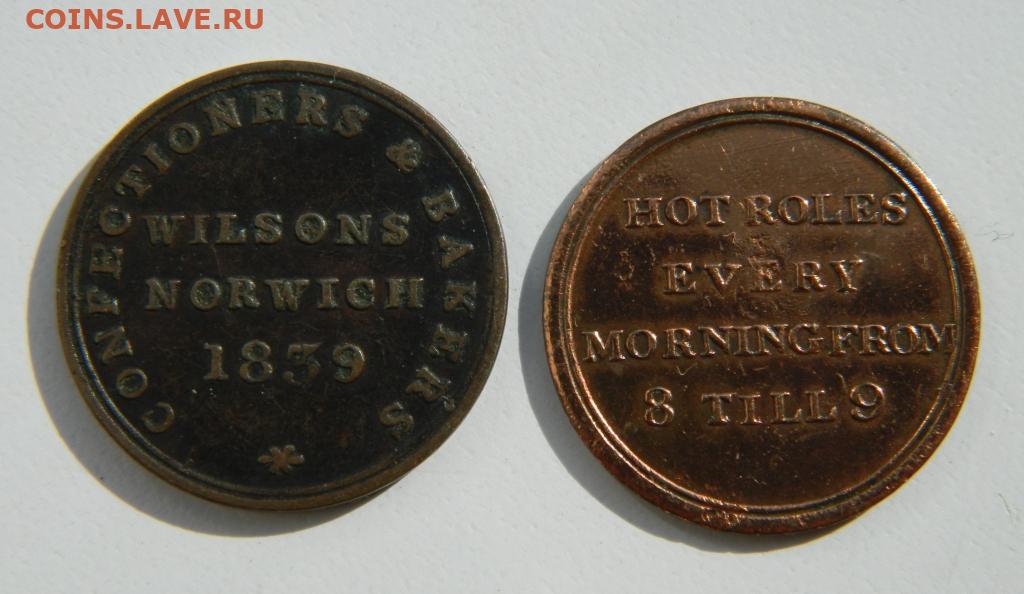 COINS.LAVE.RU
CONFECTIONERS & BAKERS
WILSONS
NORWICH
1839
HOT ROLES
EVERY
MORNING FROM
8 TILL 9